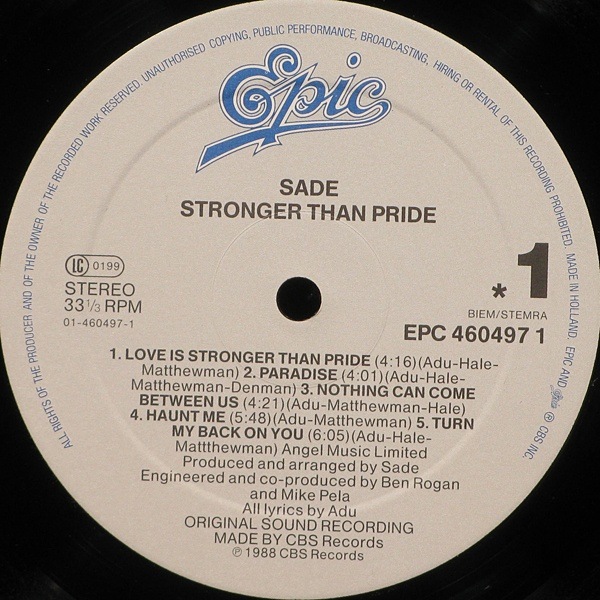 ALL RIGHTS OF THE PRODUCER AND OF THE OWNER OF THE RECORDED WORK RESERVED. UNAUTHORISED COPYING, PUBLIC PERFORMANCE, BROADCASTING, HIRING OR RENTAL OF THIS RECORDING PROHIBITED. MADE IN HOLLAND. EPIC AND Epic ® CBS INC.
Epic
SADE
STRONGER THAN PRIDE
LC 0199
STEREO
33 1/3 RPM
01-460497-1
* 1
BIEM/STEMRA
EPC 460497 1
1. LOVE IS STRONGER THAN PRIDE (4:16)(Adu-Hale-
Matthewman) 2. PARADISE (4:01)(Adu-Hale-
Matthewman-Denman) 3. NOTHING CAN COME
BETWEEN US (4:21)(Adu-Matthewman-Hale)
4. HAUNT ME (5:48)(Adu-Matthewman) 5. TURN
MY BACK ON YOU (6:05)(Adu-Hale-
Mattthewman) Angel Music Limited
Produced and arranged by Sade
Engineered and co-produced by Ben Rogan
and Mike Pela
All lyrics by Adu
ORIGINAL SOUND RECORDING
MADE BY CBS Records
℗ 1988 CBS Records